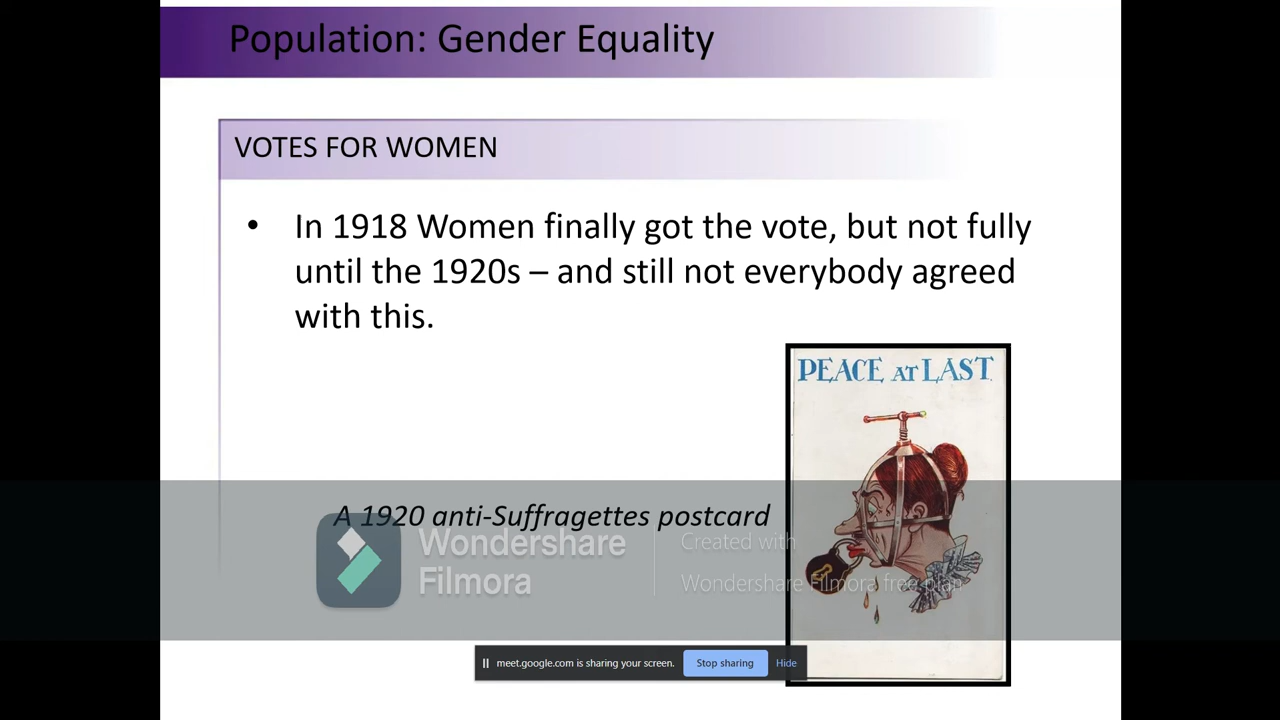 Population: Gender Equality
VOTES FOR WOMEN
• In 1918 Women finally got the vote, but not fully
until the 1920s – and still not everybody agreed
with this.
PEACE AT LAST
A 1920 anti-Suffragettes postcard
Wondershare
Filmora
Created with
Wondershare Filmora free plan
meet.google.com is sharing your screen. Stop sharing Hide